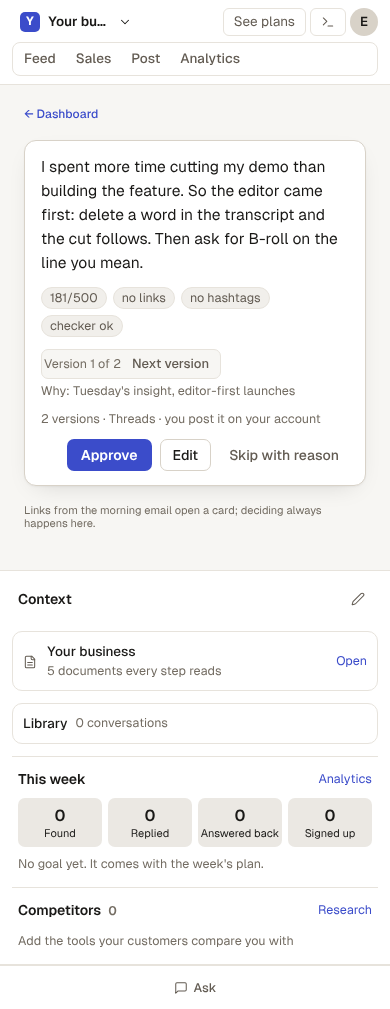 Y Your bu... See plans >_ E
Feed Sales Post Analytics
← Dashboard
I spent more time cutting my demo than
building the feature. So the editor came
first: delete a word in the transcript and
the cut follows. Then ask for B-roll on the
line you mean.
181/500 no links no hashtags
checker ok
Version 1 of 2 Next version
Why: Tuesday's insight, editor-first launches
2 versions · Threads · you post it on your account
Approve Edit Skip with reason
Links from the morning email open a card; deciding always
happens here.
Context
Your business
5 documents every step reads
Open
Library 0 conversations
This week Analytics
0 0 0 0
Found Replied Answered back Signed up
No goal yet. It comes with the week's plan.
Competitors 0 Research
Add the tools your customers compare you with
Ask